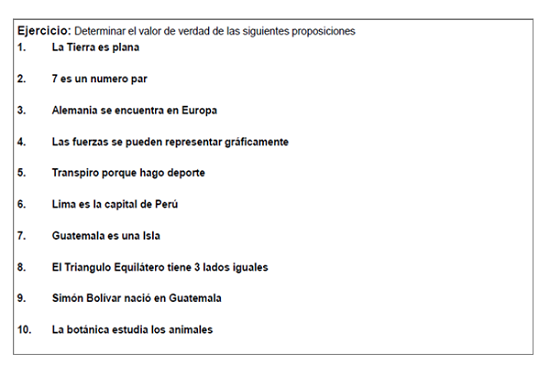 Ejercicio: Determinar el valor de verdad de las siguientes proposiciones
1. La Tierra es plana
2. 7 es un numero par
3. Alemania se encuentra en Europa
4. Las fuerzas se pueden representar gráficamente
5. Transpiro porque hago deporte
6. Lima es la capital de Perú
7. Guatemala es una Isla
8. El Triangulo Equilátero tiene 3 lados iguales
9. Simón Bolívar nació en Guatemala
10. La botánica estudia los animales